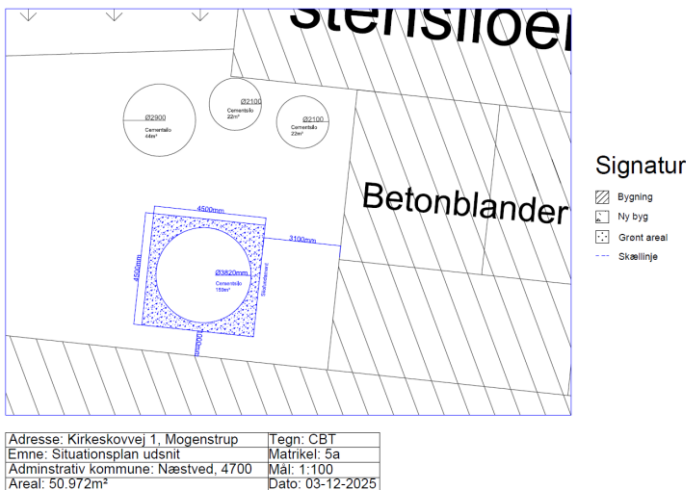 stensiloer
Ø2900
Cementsilo
44m³
Ø2100
Cementsilo
22m³
Ø2100
Cementsilo
22m³
Betonblander
4500mm
4500mm
3100mm
Ø3820mm
Cementsilo
1000mm
Signatur
Bygning
Ny byg
Grønt areal
Skællinje
Adresse: Kirkeskovvej 1, Mogenstrup
Tegn: CBT
Emne: Situationsplan udsnit
Matrikel: 5a
Adminstrativ kommune: Næstved, 4700
Mål: 1:100
Areal: 50.972m²
Dato: 03-12-2025